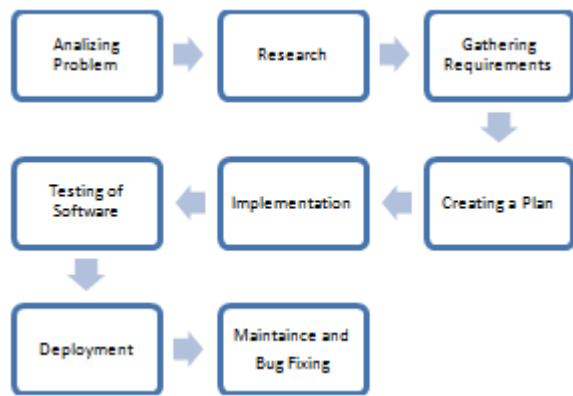 Analizing
Problem
Research
Gathering
Requirements
Creating a Plan
Implementation
Testing of
Software
Deployment
Maintaince and
Bug Fixing